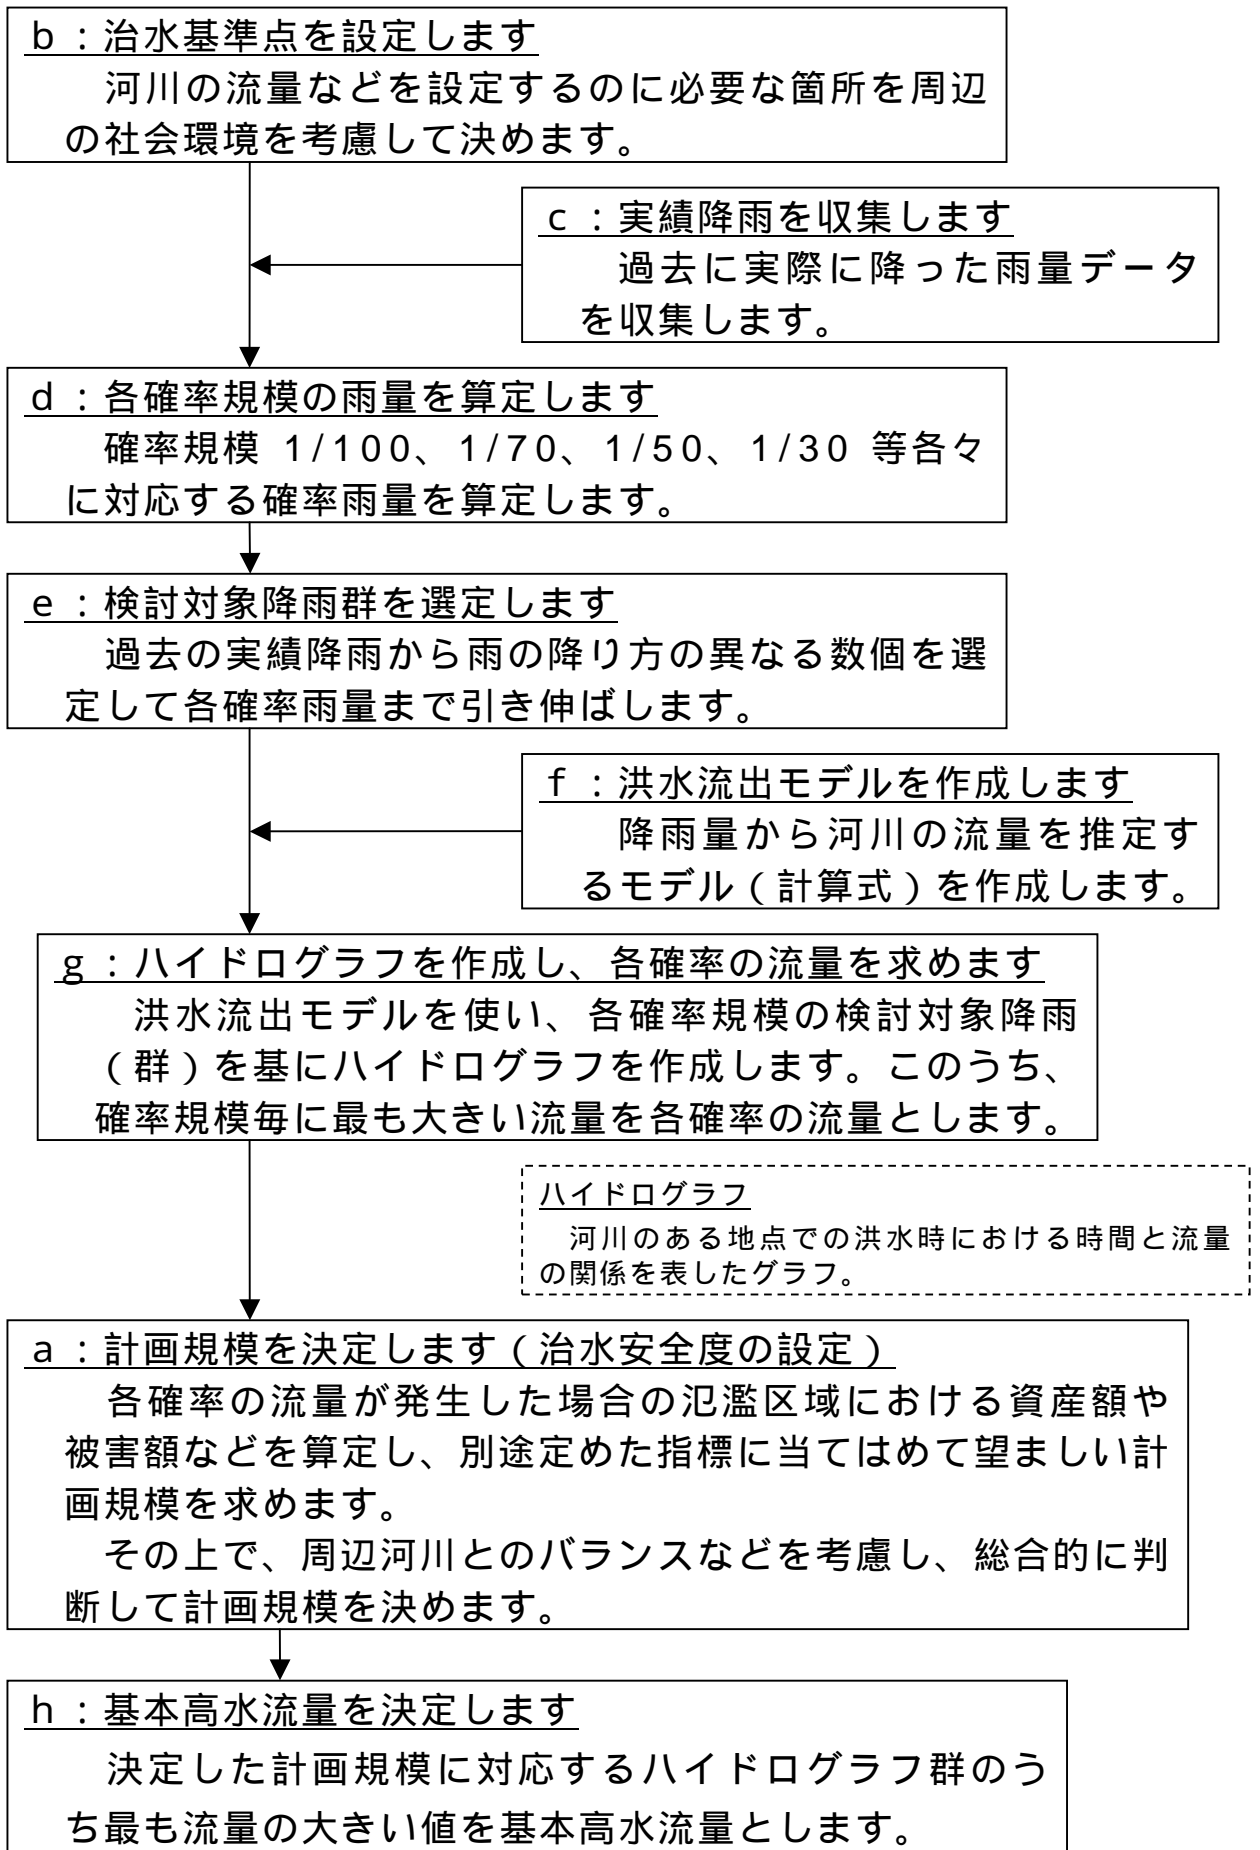 b：治水基準点を設定します
河川の流量などを設定するのに必要な箇所を周辺
の社会環境を考慮して決めます。
c：実績降雨を収集します
過去に実際に降った雨量データ
を収集します。
d：各確率規模の雨量を算定します
確率規模 1/100、1/70、1/50、1/30 等各々
に対応する確率雨量を算定します。
e：検討対象降雨群を選定します
過去の実績降雨から雨の降り方の異なる数個を選
定して各確率雨量まで引き伸ばします。
f：洪水流出モデルを作成します
降雨量から河川の流量を推定す
るモデル（計算式）を作成します。
g：ハイドログラフを作成し、各確率の流量を求めます
洪水流出モデルを使い、各確率規模の検討対象降雨
（群）を基にハイドログラフを作成します。このうち、
確率規模毎に最も大きい流量を各確率の流量とします。
ハイドログラフ
河川のある地点での洪水時における時間と流量
の関係を表したグラフ。
a：計画規模を決定します（治水安全度の設定）
各確率の流量が発生した場合の氾濫区域における資産額や
被害額などを算定し、別途定めた指標に当てはめて望ましい計
画規模を求めます。
その上で、周辺河川とのバランスなどを考慮し、総合的に判
断して計画規模を決めます。
h：基本高水流量を決定します
決定した計画規模に対応するハイドログラフ群のう
ち最も流量の大きい値を基本高水流量とします。